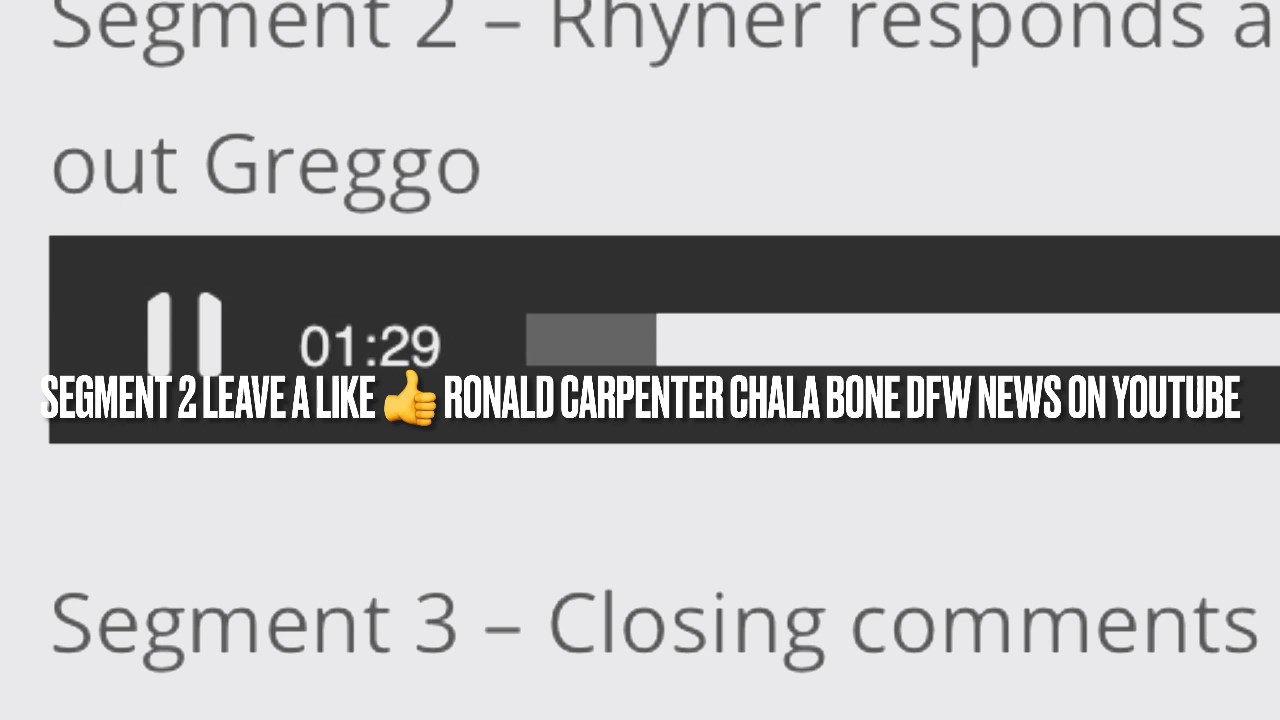 Segment 2 – Rhyner responds a
out Greggo
01:29
SEGMENT 2 LEAVE A LIKE 👍 RONALD CARPENTER CHALA BONE DFW NEWS ON YOUTUBE
Segment 3 – Closing comments